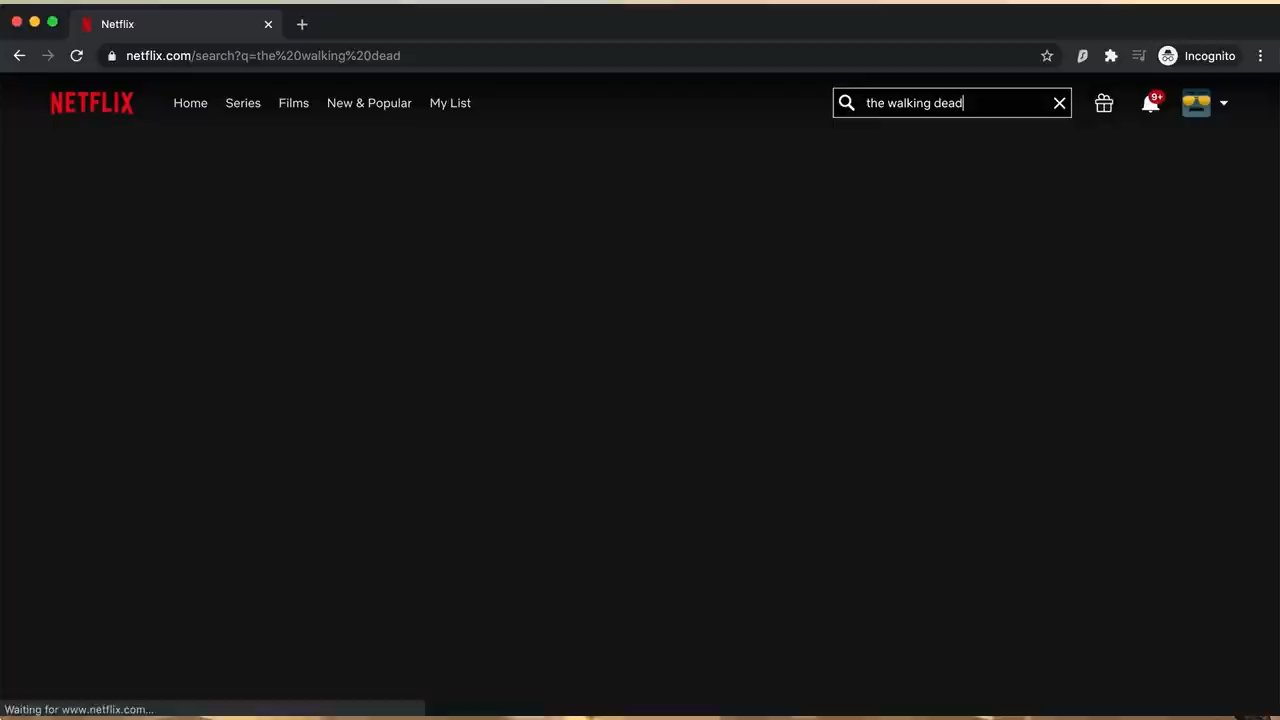 Netflix
netflix.com/search?q=the%20walking%20dead
Incognito
NETFLIX
Home
Series
Films
New & Popular
My List
the walking dead
9+
Waiting for www.netflix.com...